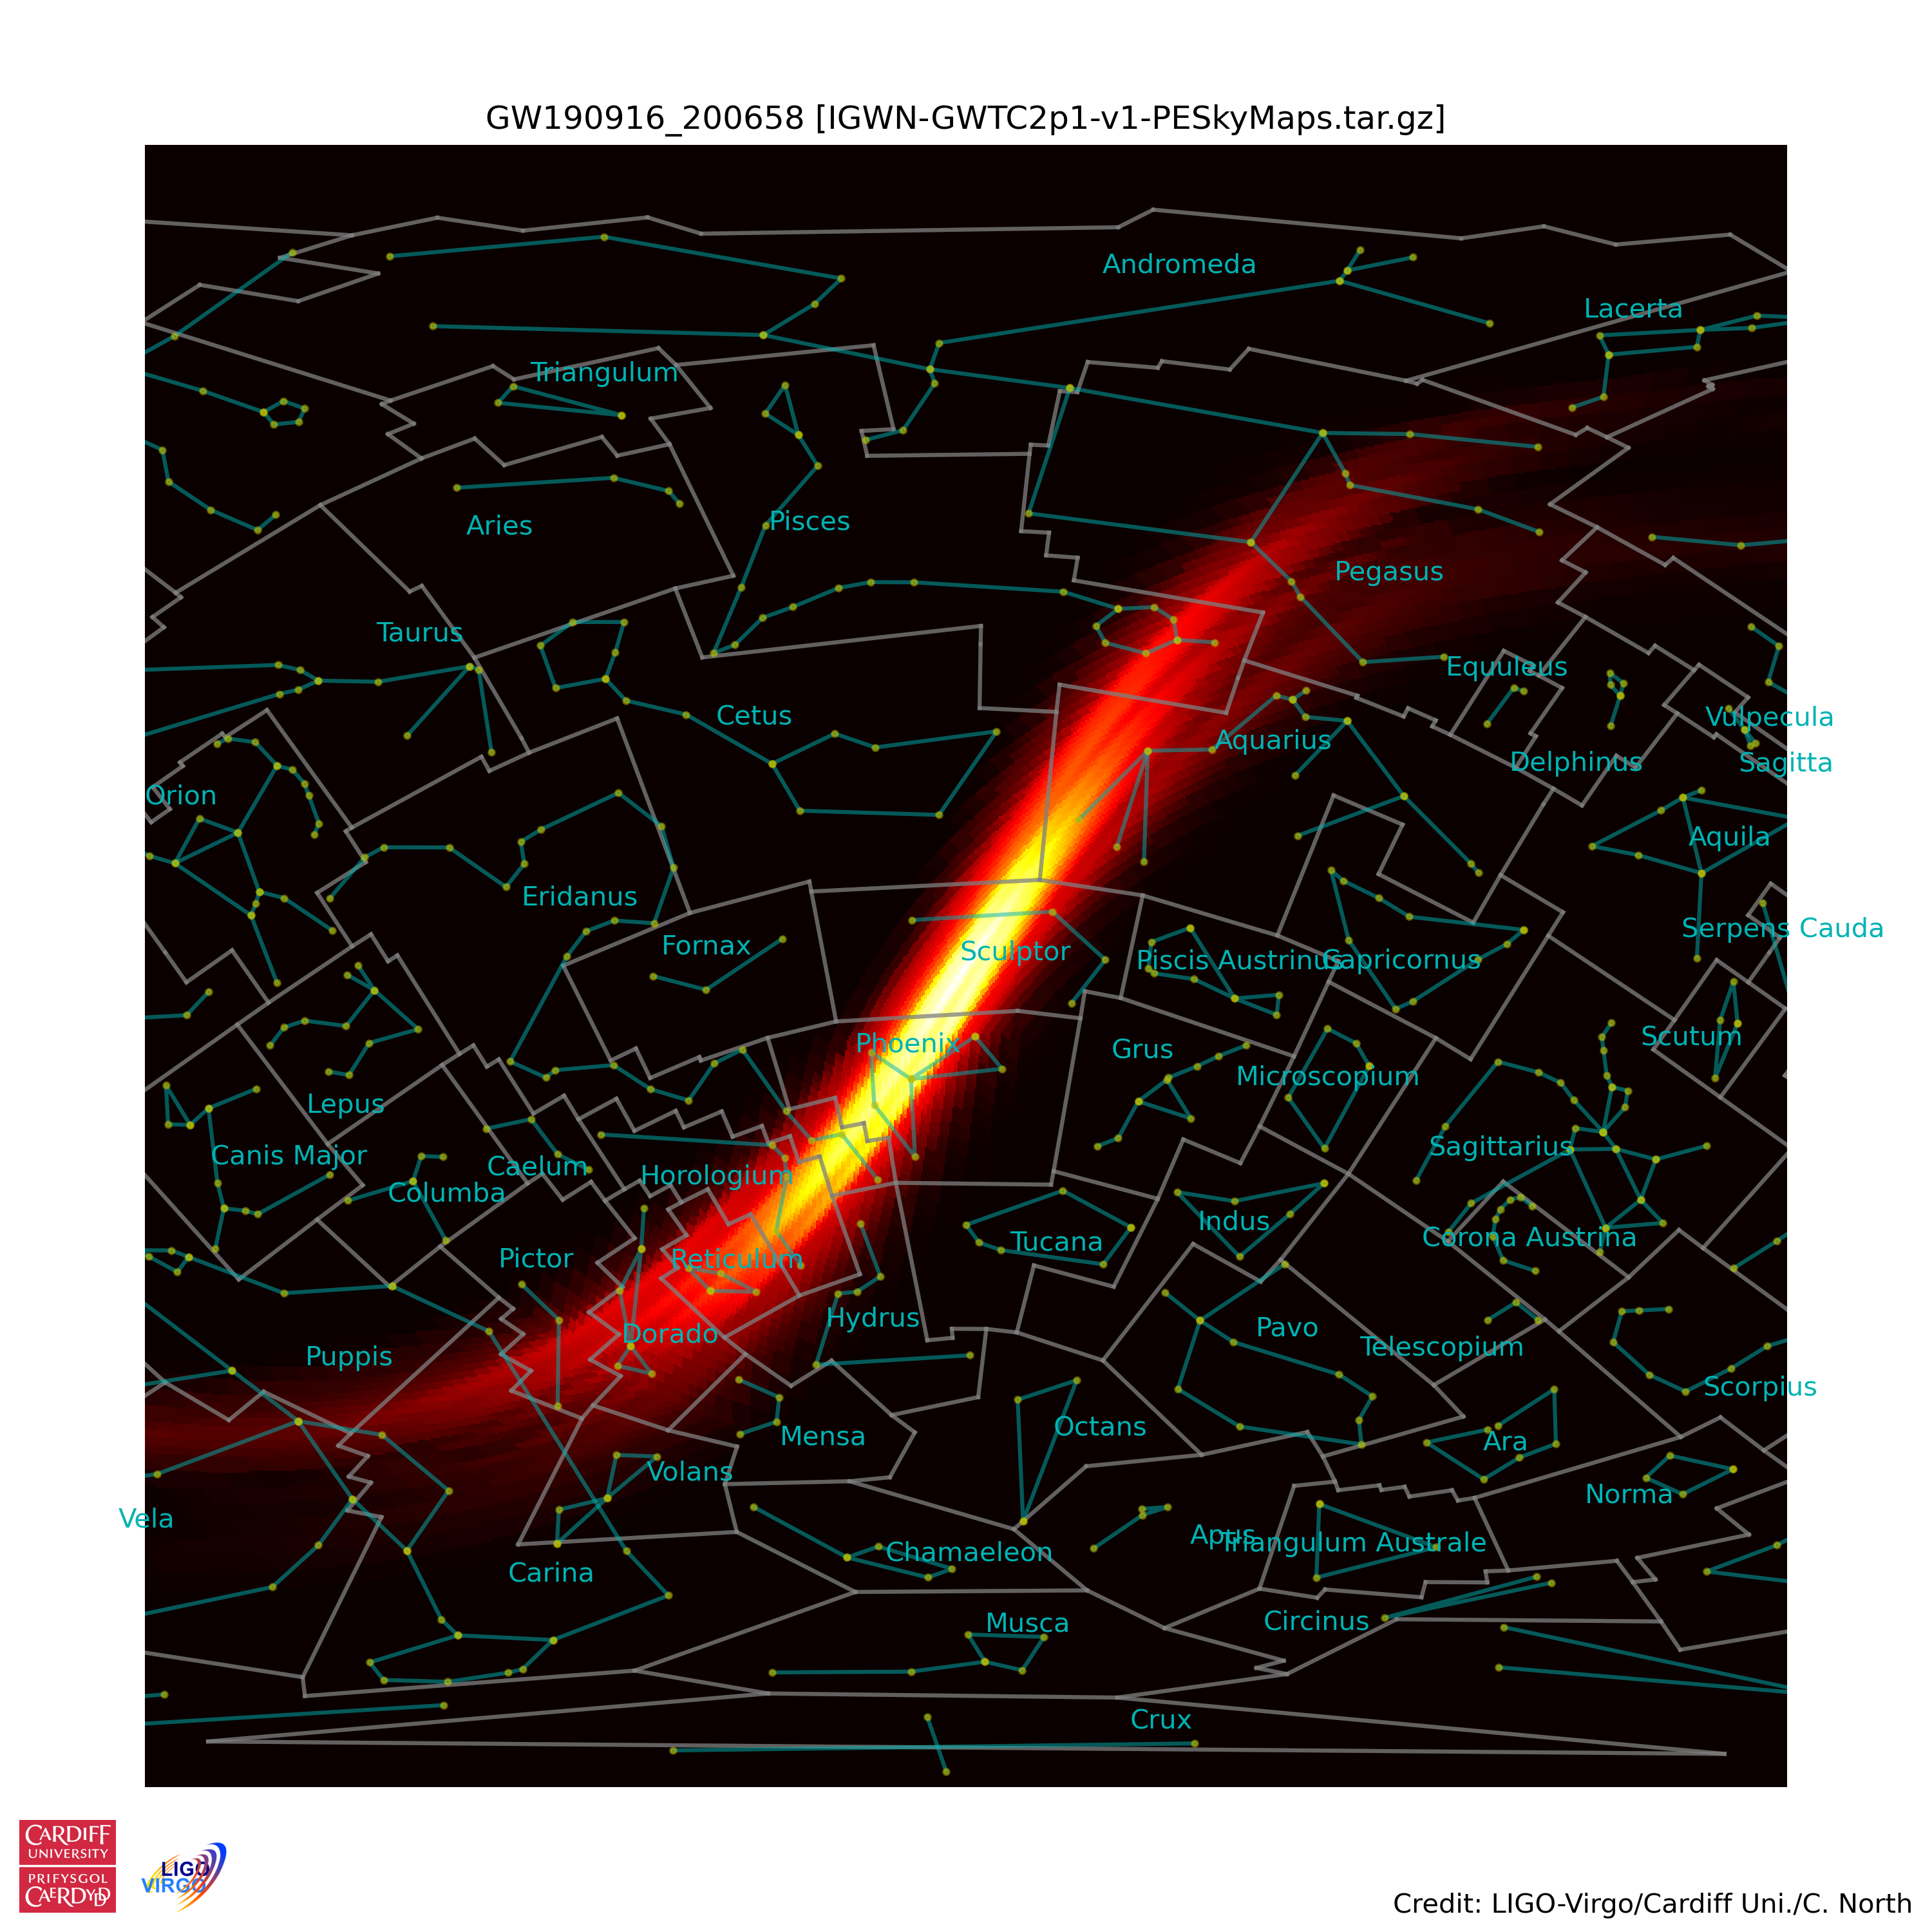 GW190916_200658 [IGWN-GWTC2p1-v1-PESkyMaps.tar.gz]
Andromeda
Lacerta
Triangulum
Aries
Pisces
Pegasus
Taurus
Equuleus
Cetus
Aquarius
Vulpecula
Delphinus
Sagitta
Orion
Aquila
Eridanus
Fornax
Sculptor
Piscis Austrinus
Capricornus
Serpens Cauda
Phoenix
Grus
Scutum
Microscopium
Lepus
Canis Major
Caelum
Horologium
Sagittarius
Columba
Indus
Tucana
Corona Austrina
Pictor
Reticulum
Hydrus
Dorado
Pavo
Puppis
Telescopium
Scorpius
Mensa
Octans
Ara
Volans
Norma
Vela
Apus
Triangulum Australe
Chamaeleon
Carina
Musca
Circinus
Crux
CARDIFF
UNIVERSITY
PRIFYSGOL
CAERDYDD
LIGO
VIRGO
Credit: LIGO-Virgo/Cardiff Uni./C. North